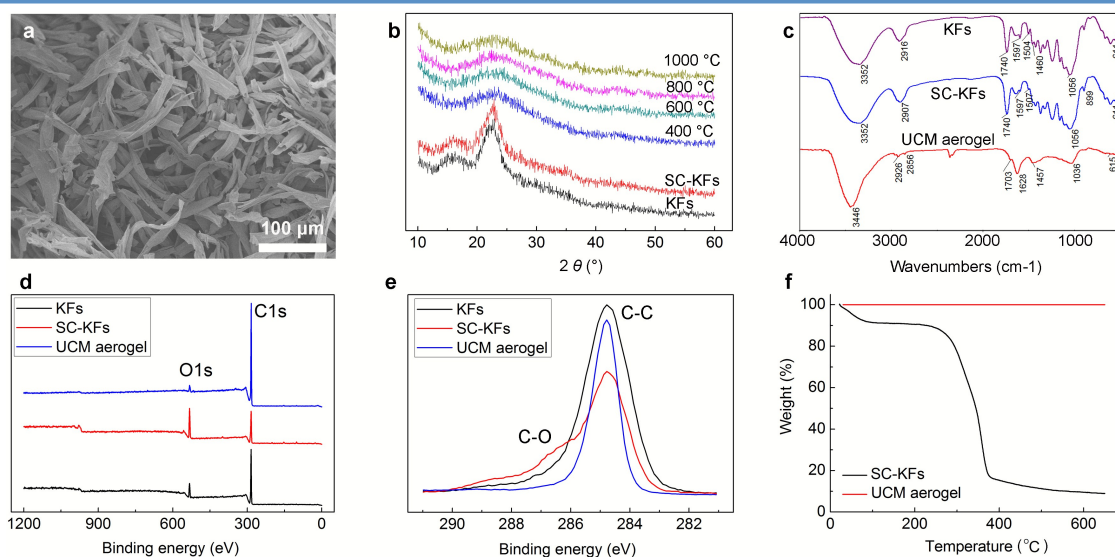 a
100 µm
b
1000 °C
800 °C
600 °C
400 °C
SC-KFs
KFs
10 20 30 40 50 60
2 θ (°)
c
KFs
3352
2916
1740
1597
1504
1460
1056
SC-KFs
3352
2907
1740
1597
1507
1056
899
UCM aerogel
3446
2926
2856
1703
1628
1457
1036
615
4000 3000 2000 1000
Wavenumbers (cm-1)
d
KFs
SC-KFs
UCM aerogel
O1s
C1s
1200 900 600 300 0
Binding energy (eV)
e
KFs
SC-KFs
UCM aerogel
C-C
C-O
290 288 286 284 282
Binding energy (eV)
f
100
80
60
40
20
0
Weight (%)
SC-KFs
UCM aerogel
0 200 400 600
Temperature (°C)